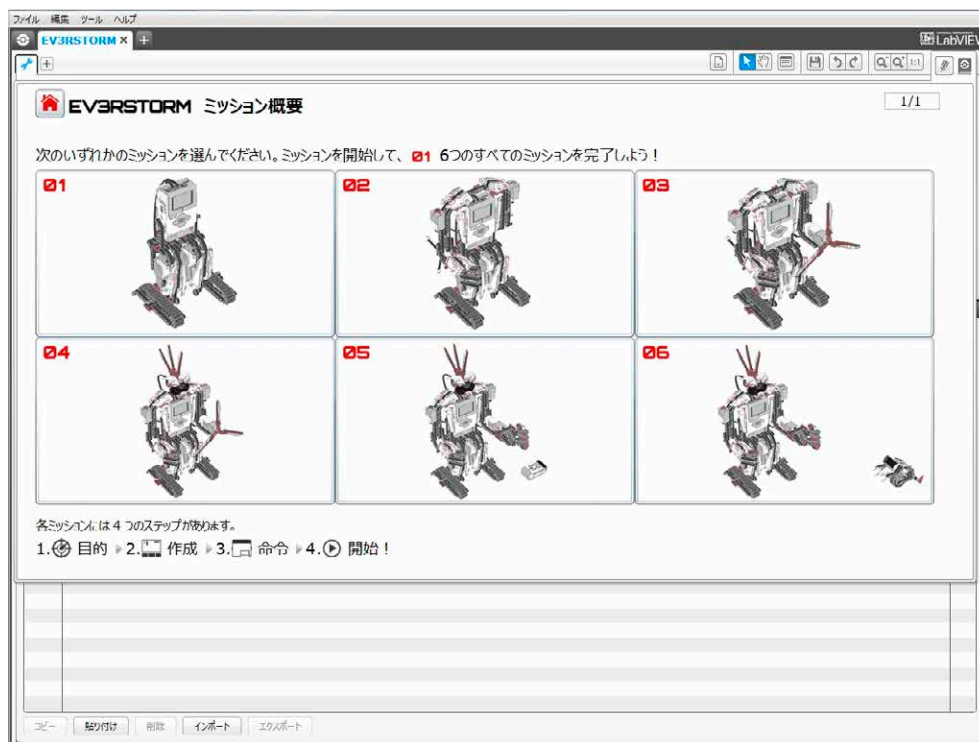 ファイル 編集 ツール ヘルプ
EV3RSTORM × +
LabVIEW
1:1
EV3RSTORM ミッション概要
1/1
次のいずれかのミッションを選んでください。ミッションを開始して、 01 6つのすべてのミッションを完了しよう!
01 02 03
04 05 06
各ミッションには 4 つのステップがあります。
1. 目的 2. 作成 3. 命令 4. 開始!
コピー 貼り付け 削除 インポート エクスポート